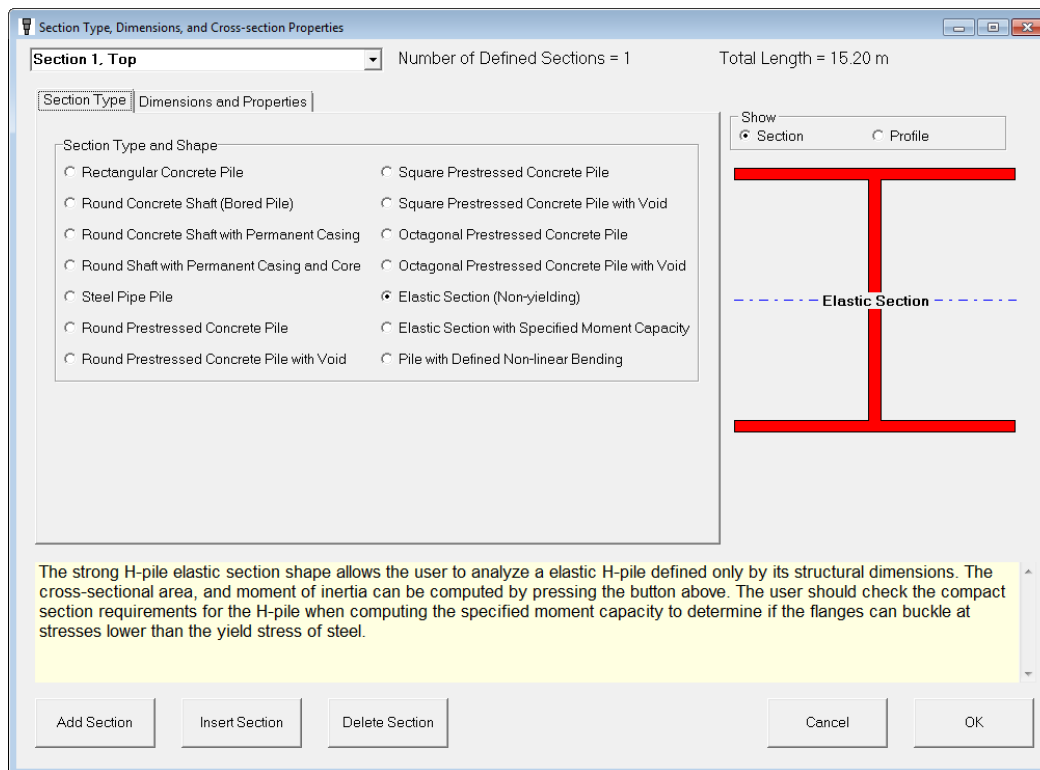 Section Type, Dimensions, and Cross-section Properties
Section 1, Top
Number of Defined Sections = 1
Total Length = 15.20 m
Section Type
Dimensions and Properties
Show
Section
Profile
Section Type and Shape
Rectangular Concrete Pile
Square Prestressed Concrete Pile
Round Concrete Shaft (Bored Pile)
Square Prestressed Concrete Pile with Void
Round Concrete Shaft with Permanent Casing
Octagonal Prestressed Concrete Pile
Round Shaft with Permanent Casing and Core
Octagonal Prestressed Concrete Pile with Void
Steel Pipe Pile
Elastic Section (Non-yielding)
Round Prestressed Concrete Pile
Elastic Section with Specified Moment Capacity
Round Prestressed Concrete Pile with Void
Pile with Defined Non-linear Bending
Elastic Section
The strong H-pile elastic section shape allows the user to analyze a elastic H-pile defined only by its structural dimensions. The
cross-sectional area, and moment of inertia can be computed by pressing the button above. The user should check the compact
section requirements for the H-pile when computing the specified moment capacity to determine if the flanges can buckle at
stresses lower than the yield stress of steel.
Add Section
Insert Section
Delete Section
Cancel
OK